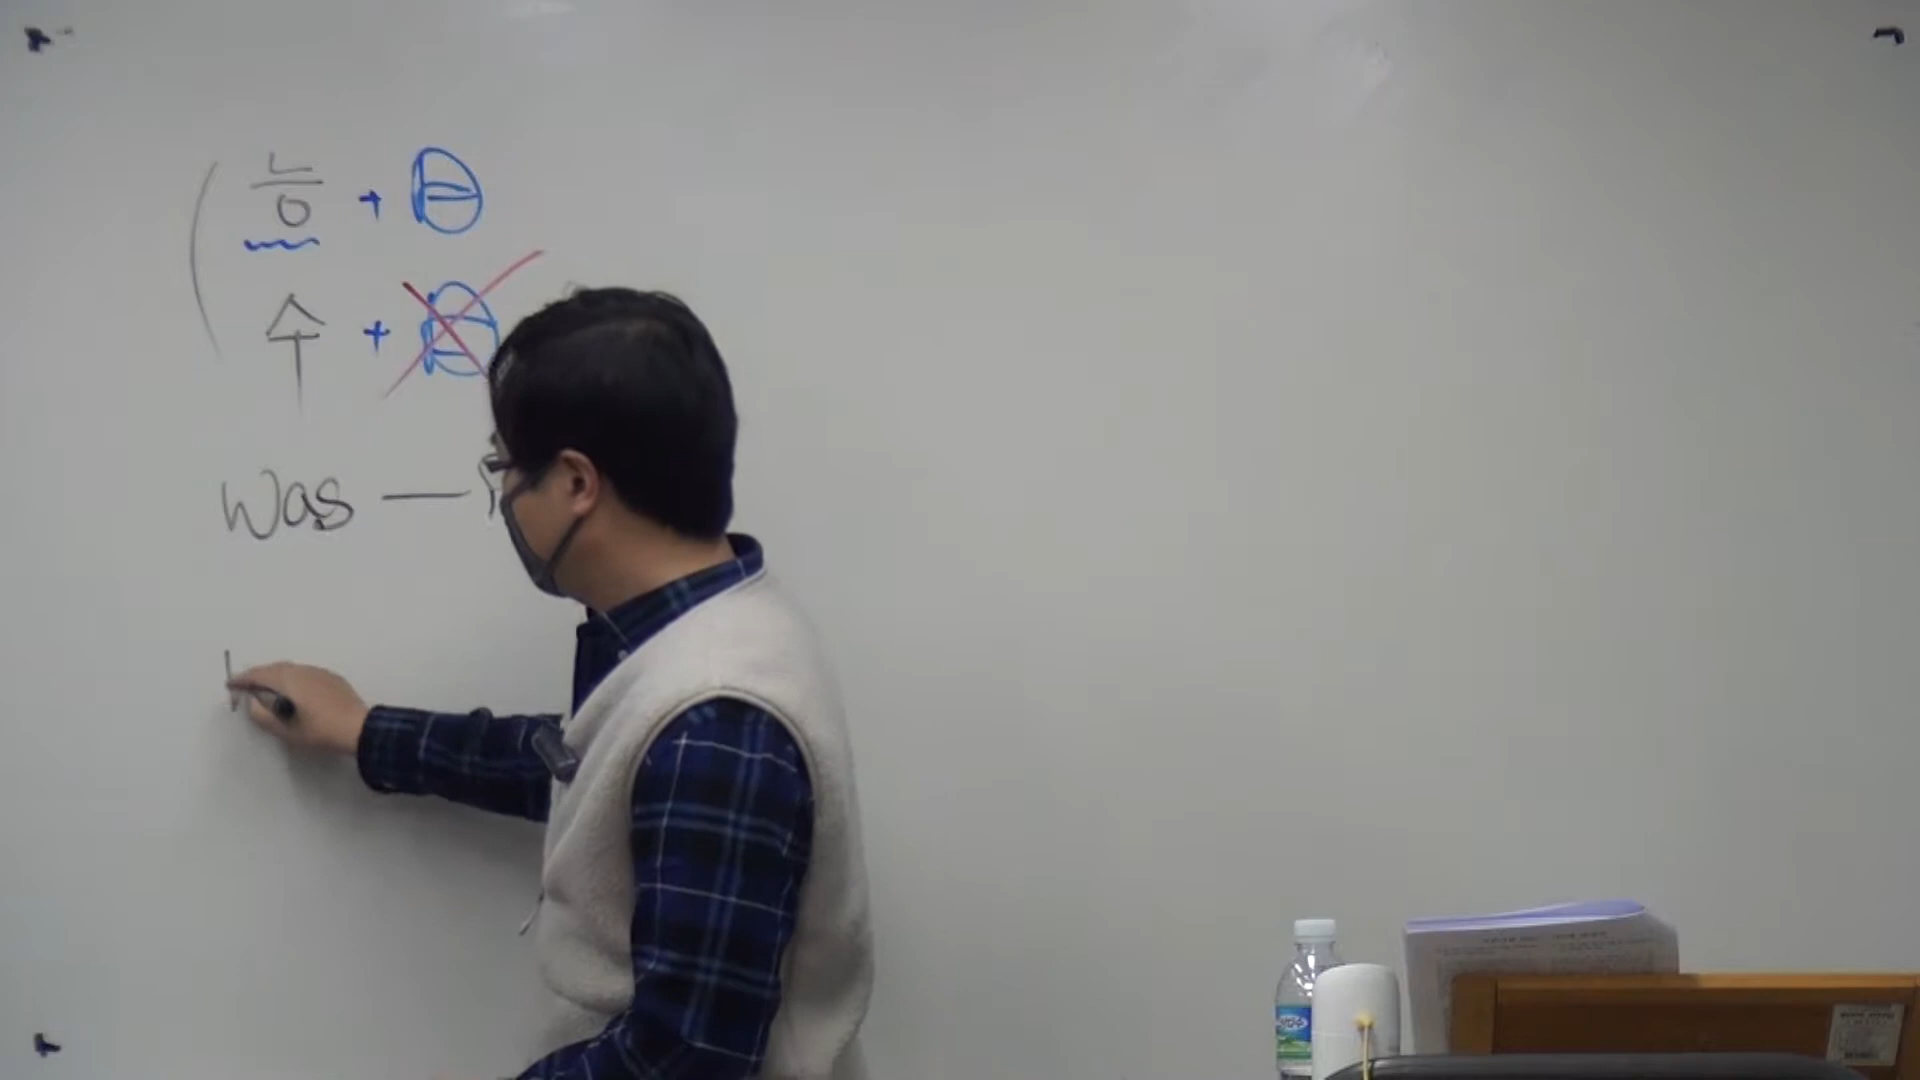 능 + 目
수 + 目
Was —